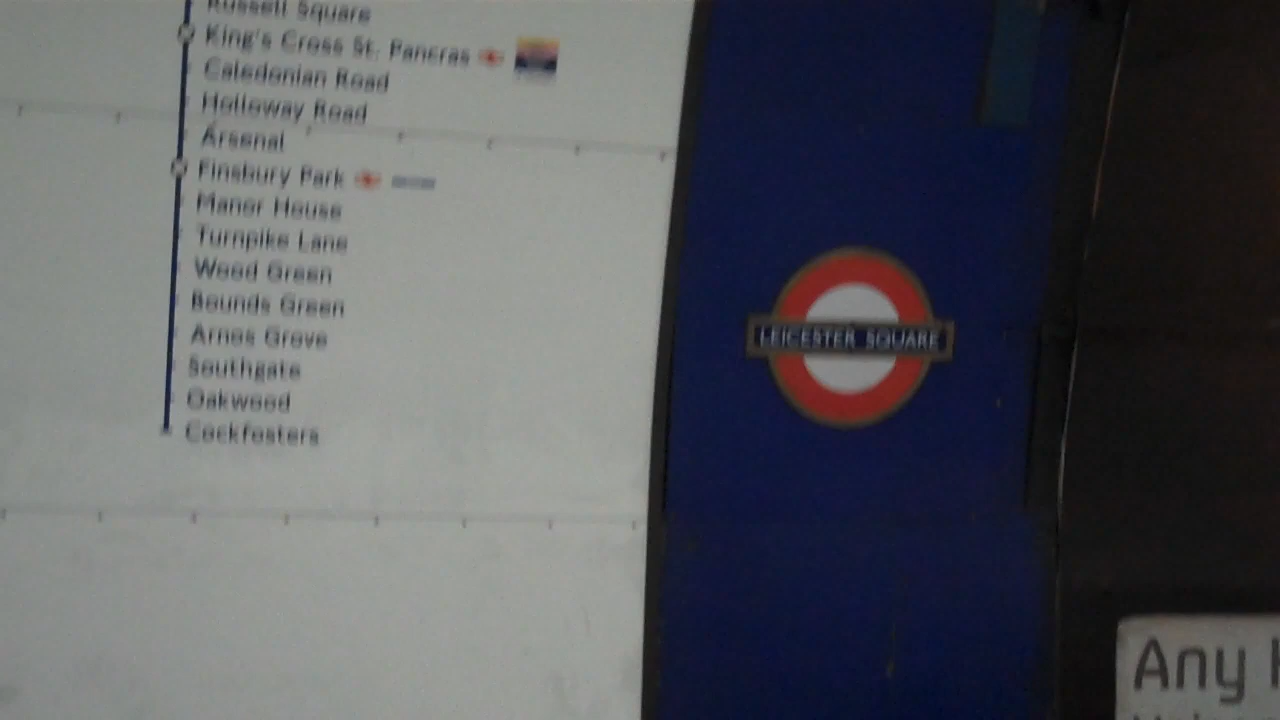 Russell Square
King's Cross St. Pancras
Caledonian Road
Holloway Road
Arsenal
Finsbury Park
Manor House
Turnpike Lane
Wood Green
Bounds Green
Arnos Grove
Southgate
Oakwood
Cockfosters
LEICESTER SQUARE
Any